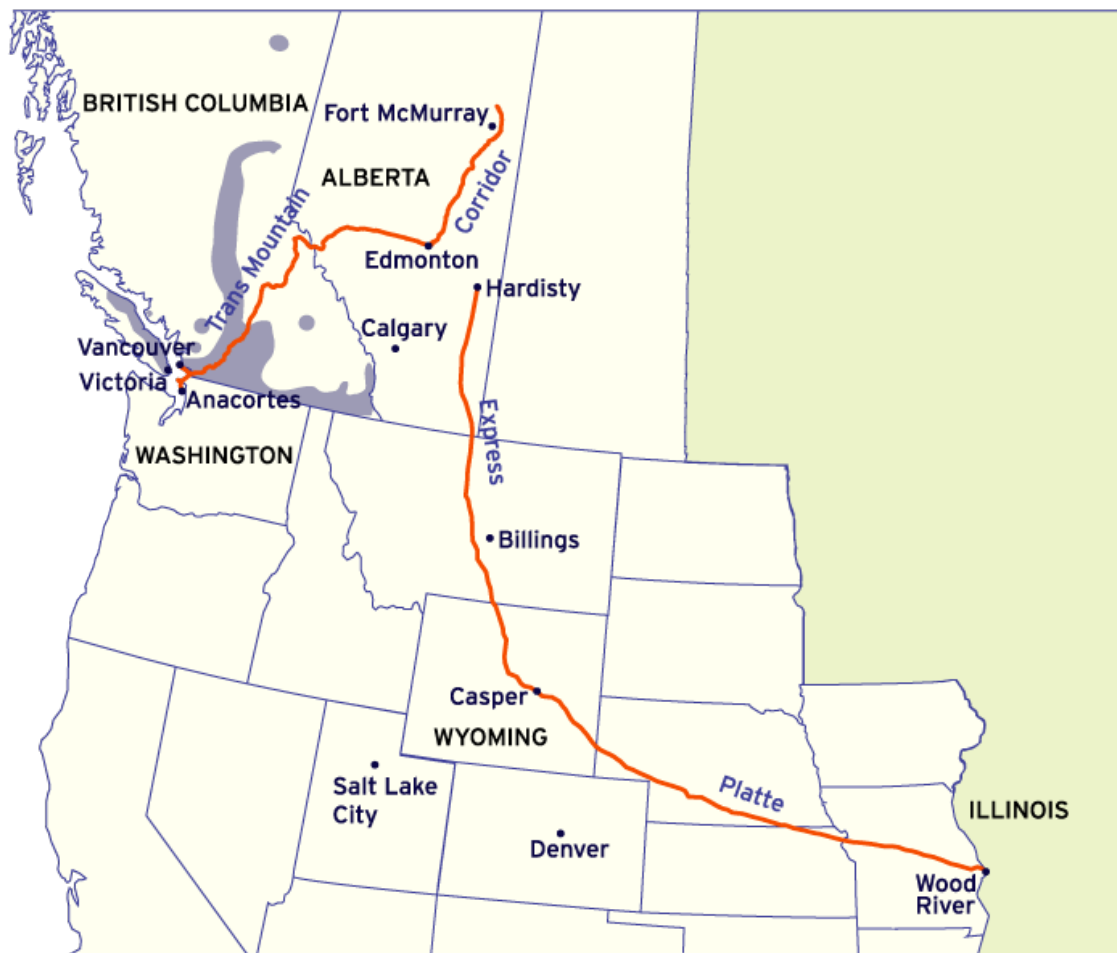 BRITISH COLUMBIA
Fort McMurray
ALBERTA
Corridor
Trans Mountain
Edmonton
Hardisty
Calgary
Vancouver
Victoria
Anacortes
Express
WASHINGTON
Billings
Casper
WYOMING
Salt Lake
City
Platte
ILLINOIS
Denver
Wood
River